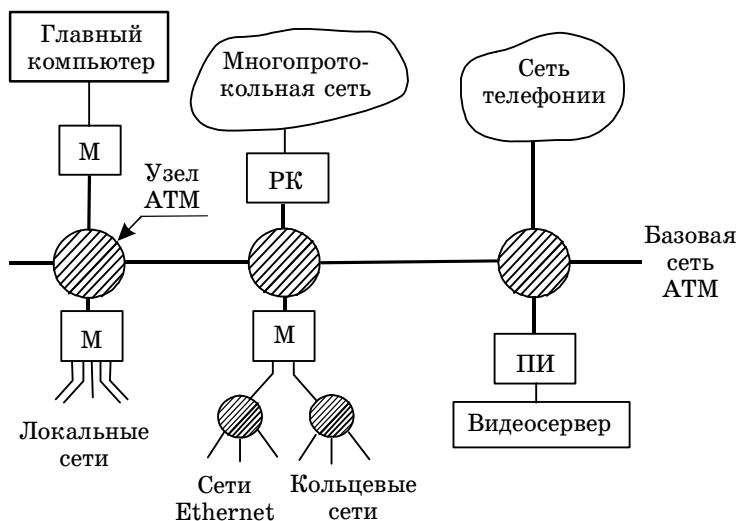 Главный
компьютер
Многопрото-
кольная сеть
Сеть
телефонии
М
Узел
АТМ
РК
Базовая
сеть
АТМ
М
М
ПИ
Видеосервер
Локальные
сети
Сети
Ethernet
Кольцевые
сети